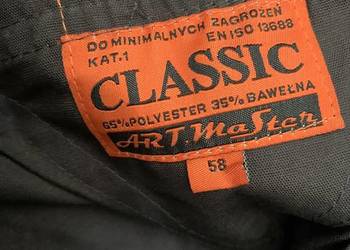 DO MINIMALNYCH ZAGROŻEŃ
KAT.1 EN ISO 13688
CLASSIC
65% POLYESTER 35% BAWEŁNA
ART.MaSter
58